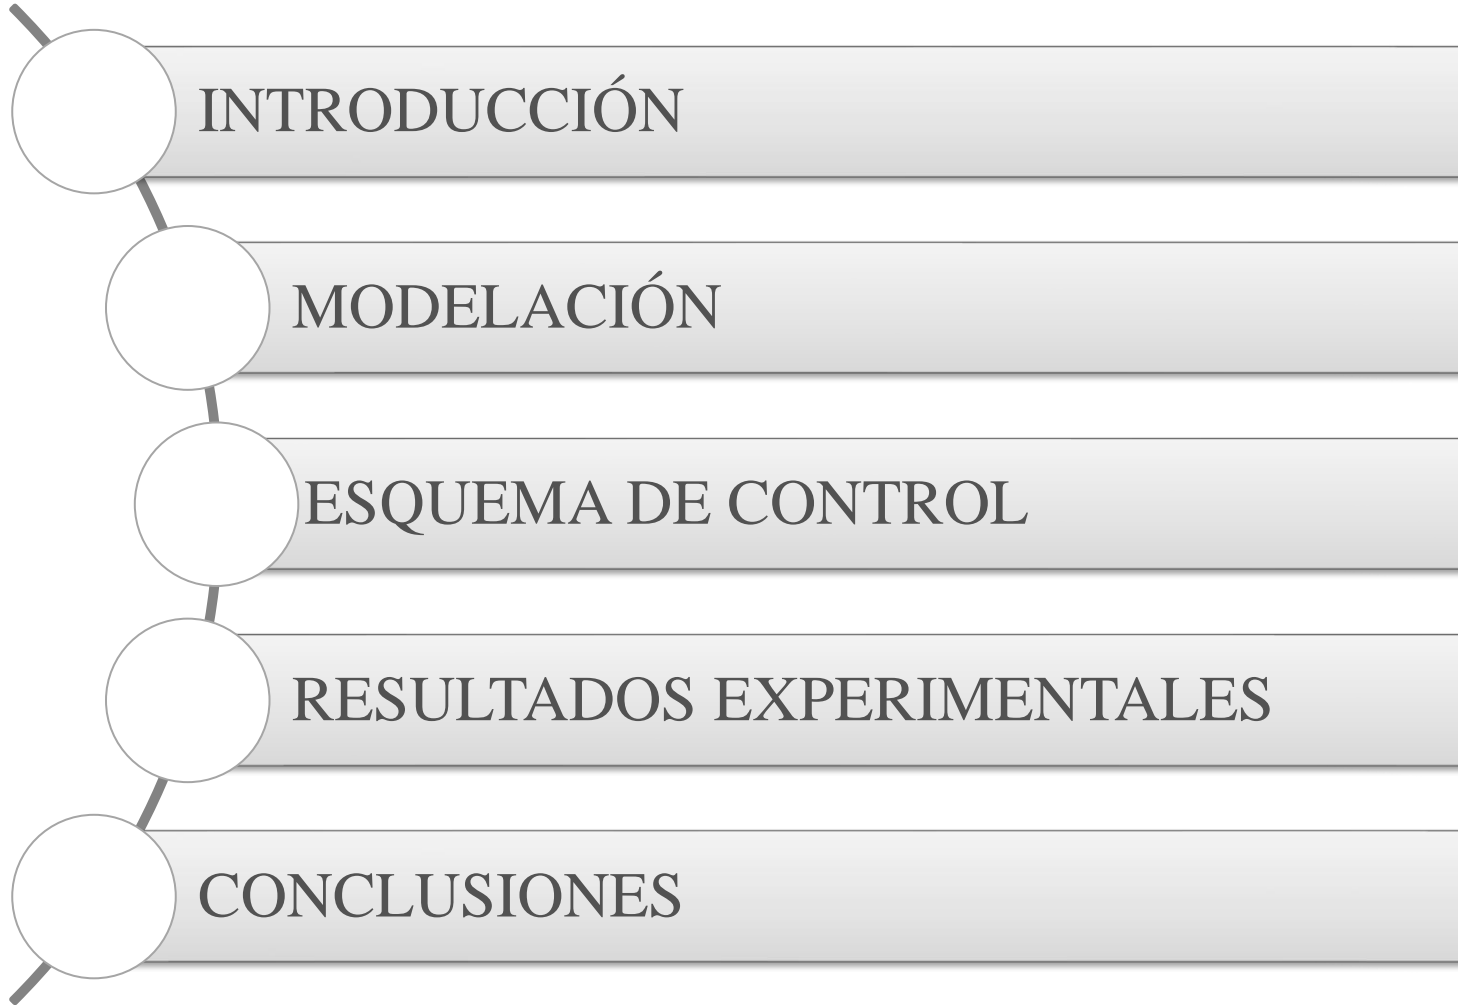 INTRODUCCIÓN
MODELACIÓN
ESQUEMA DE CONTROL
RESULTADOS EXPERIMENTALES
CONCLUSIONES